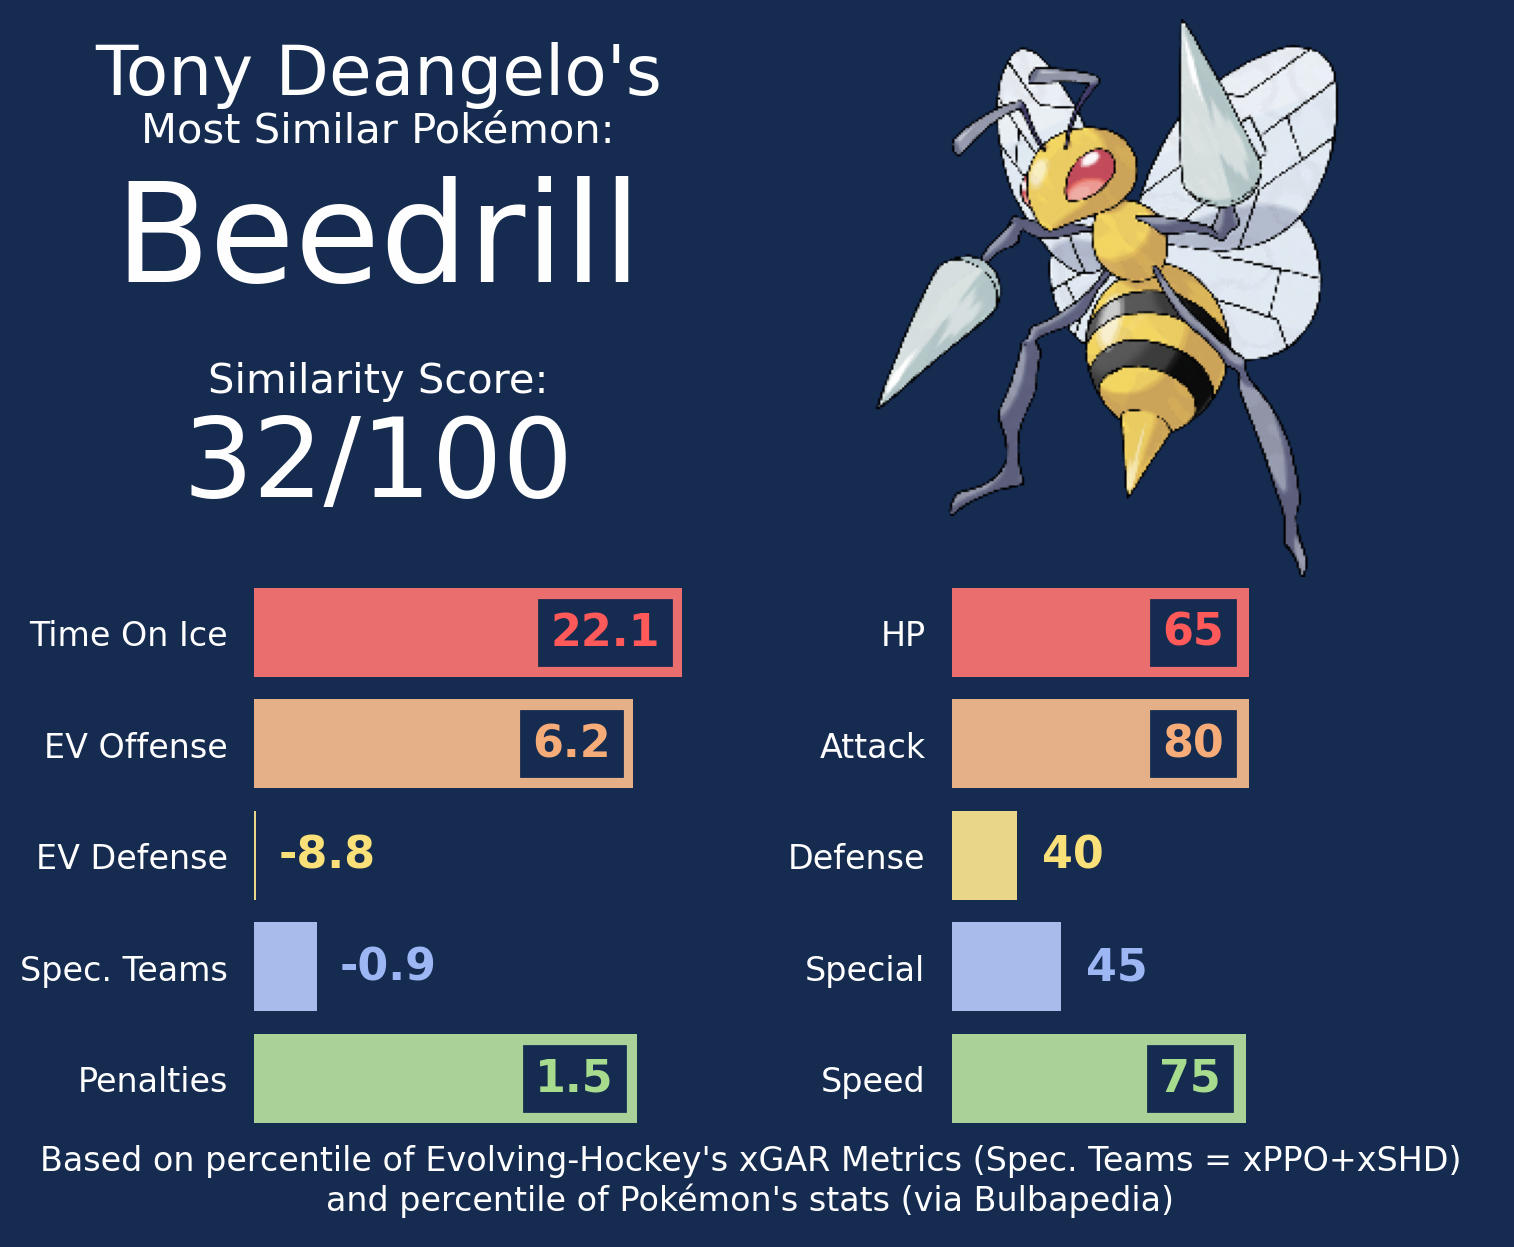 Tony Deangelo's
Most Similar Pokémon:
Beedrill
Similarity Score:
32/100
Time On Ice 22.1
EV Offense 6.2
EV Defense -8.8
Spec. Teams -0.9
Penalties 1.5
HP 65
Attack 80
Defense 40
Special 45
Speed 75
Based on percentile of Evolving-Hockey's xGAR Metrics (Spec. Teams = xPPO+xSHD)
and percentile of Pokémon's stats (via Bulbapedia)